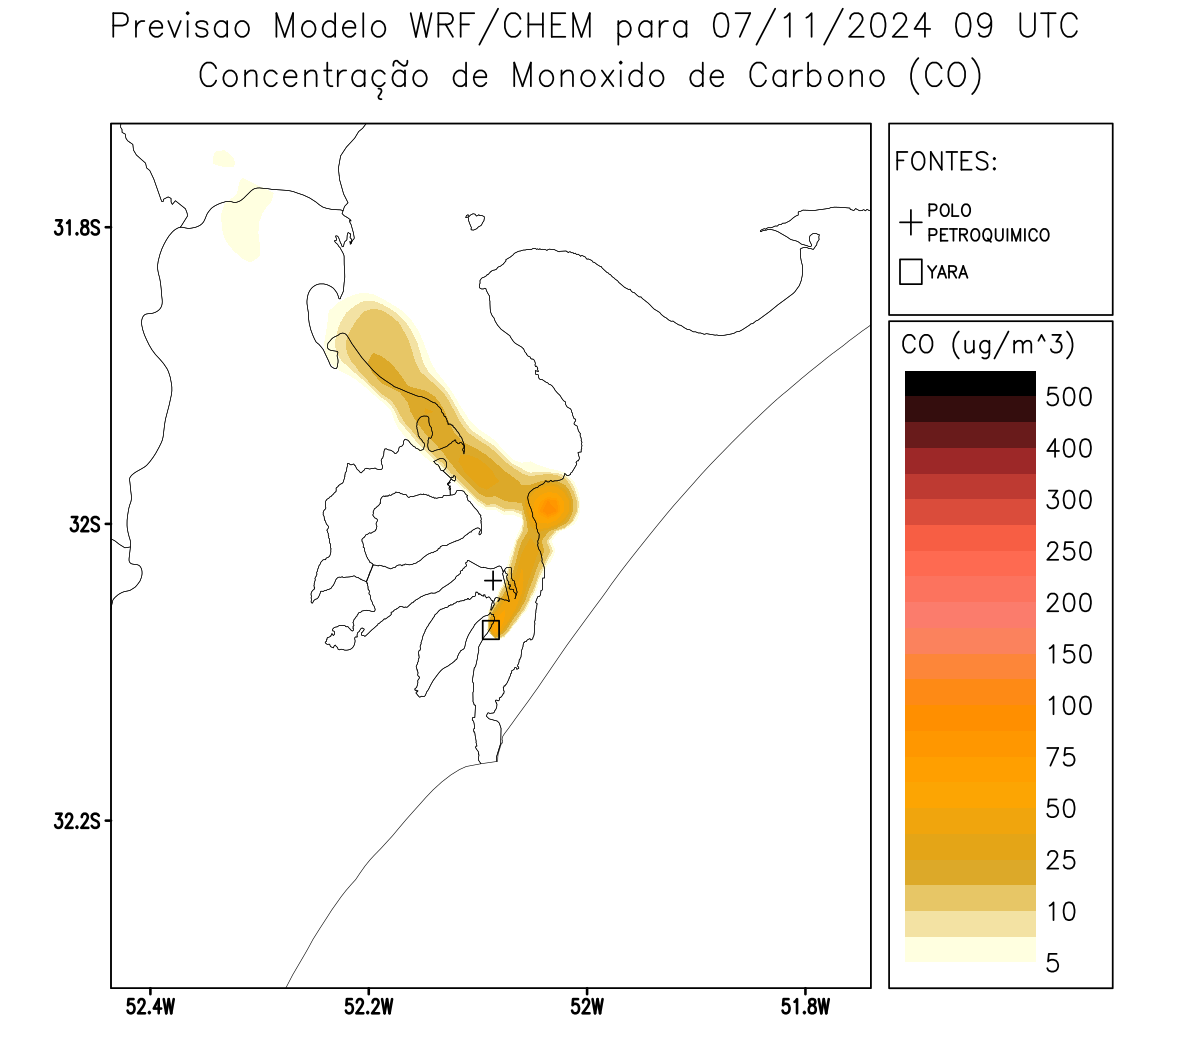 Previsao Modelo WRF/CHEM para 07/11/2024 09 UTC
Concentração de Monoxido de Carbono (CO)
FONTES:
POLO
PETROQUIMICO
YARA
CO (ug/m^3)
500
400
300
250
200
150
100
75
50
25
10
5
31.8S
32S
32.2S
52.4W
52.2W
52W
51.8W